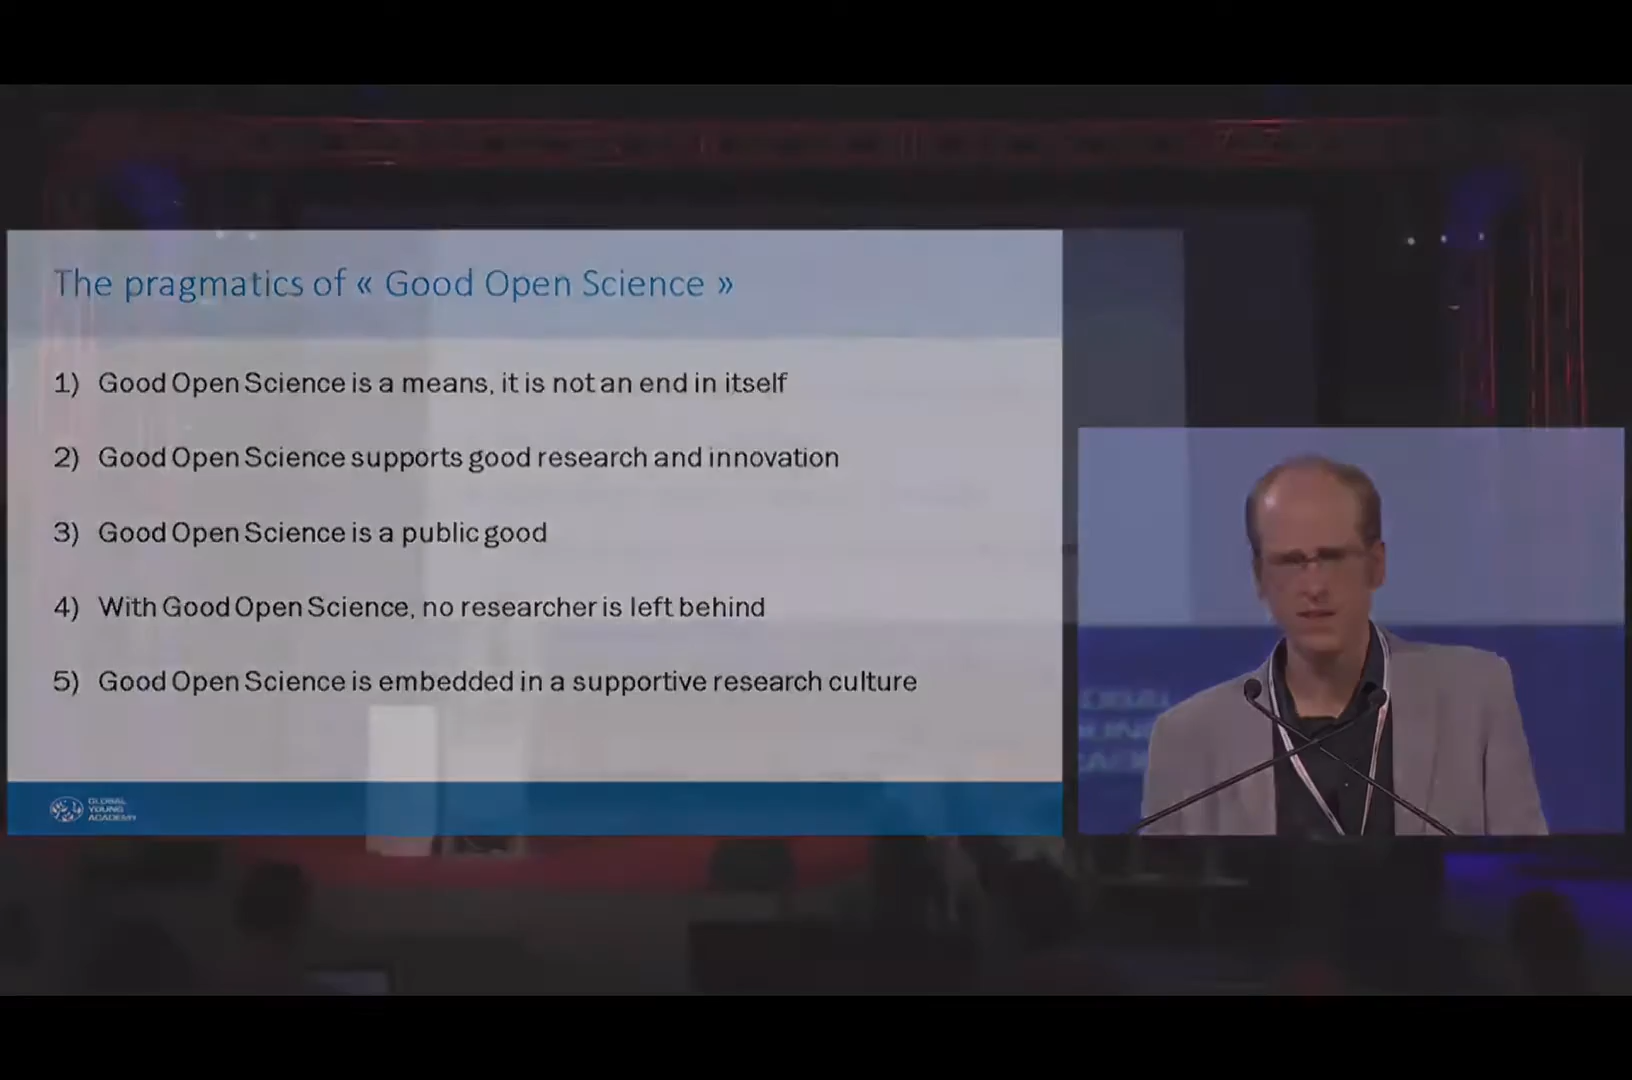 The pragmatics of « Good Open Science »
1) Good Open Science is a means, it is not an end in itself
2) Good Open Science supports good research and innovation
3) Good Open Science is a public good
4) With Good Open Science, no researcher is left behind
5) Good Open Science is embedded in a supportive research culture
GLOBAL
YOUNG
ACADEMY